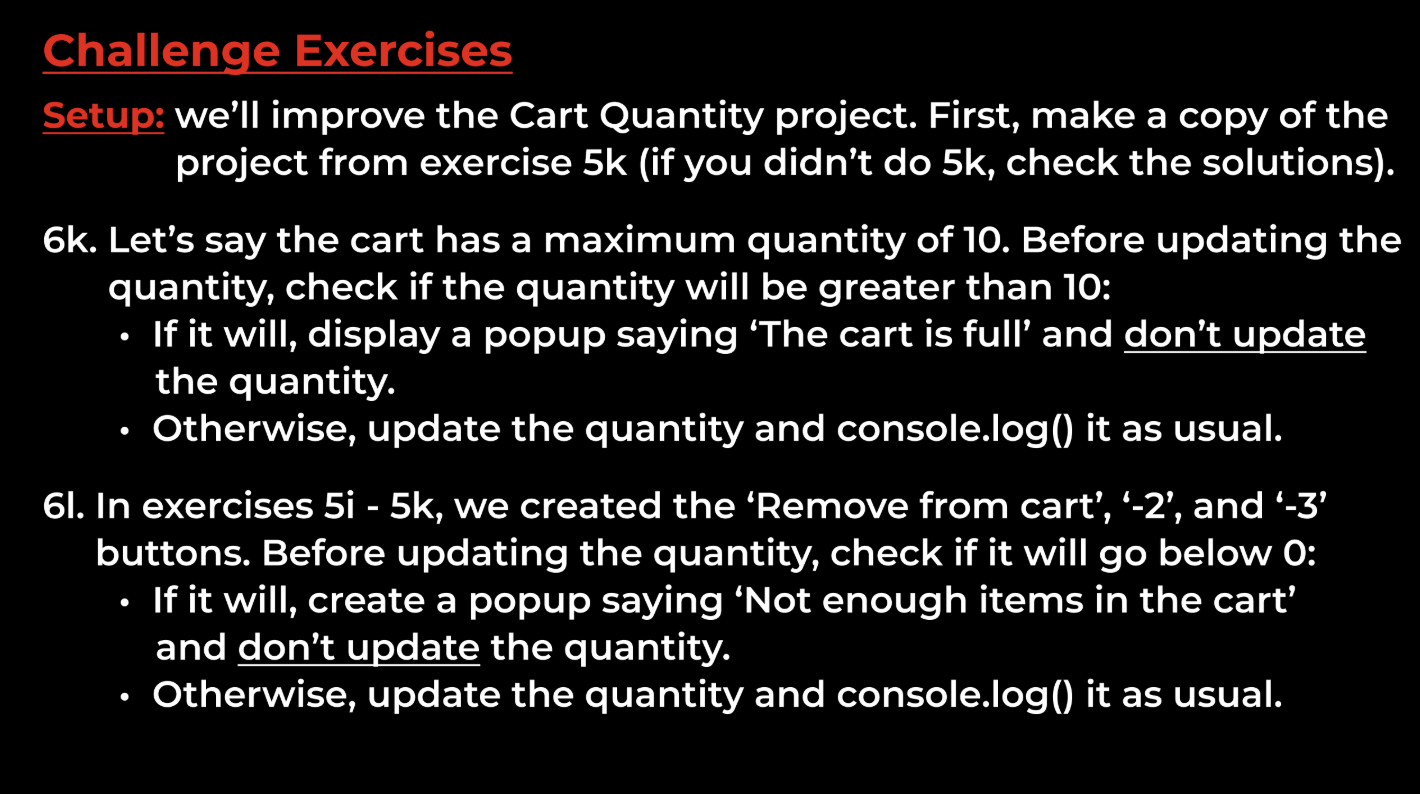 Challenge Exercises
Setup: we’ll improve the Cart Quantity project. First, make a copy of the
project from exercise 5k (if you didn’t do 5k, check the solutions).
6k. Let’s say the cart has a maximum quantity of 10. Before updating the
quantity, check if the quantity will be greater than 10:
• If it will, display a popup saying ‘The cart is full’ and don’t update
the quantity.
• Otherwise, update the quantity and console.log() it as usual.
6l. In exercises 5i - 5k, we created the ‘Remove from cart’, ‘-2’, and ‘-3’
buttons. Before updating the quantity, check if it will go below 0:
• If it will, create a popup saying ‘Not enough items in the cart’
and don’t update the quantity.
• Otherwise, update the quantity and console.log() it as usual.